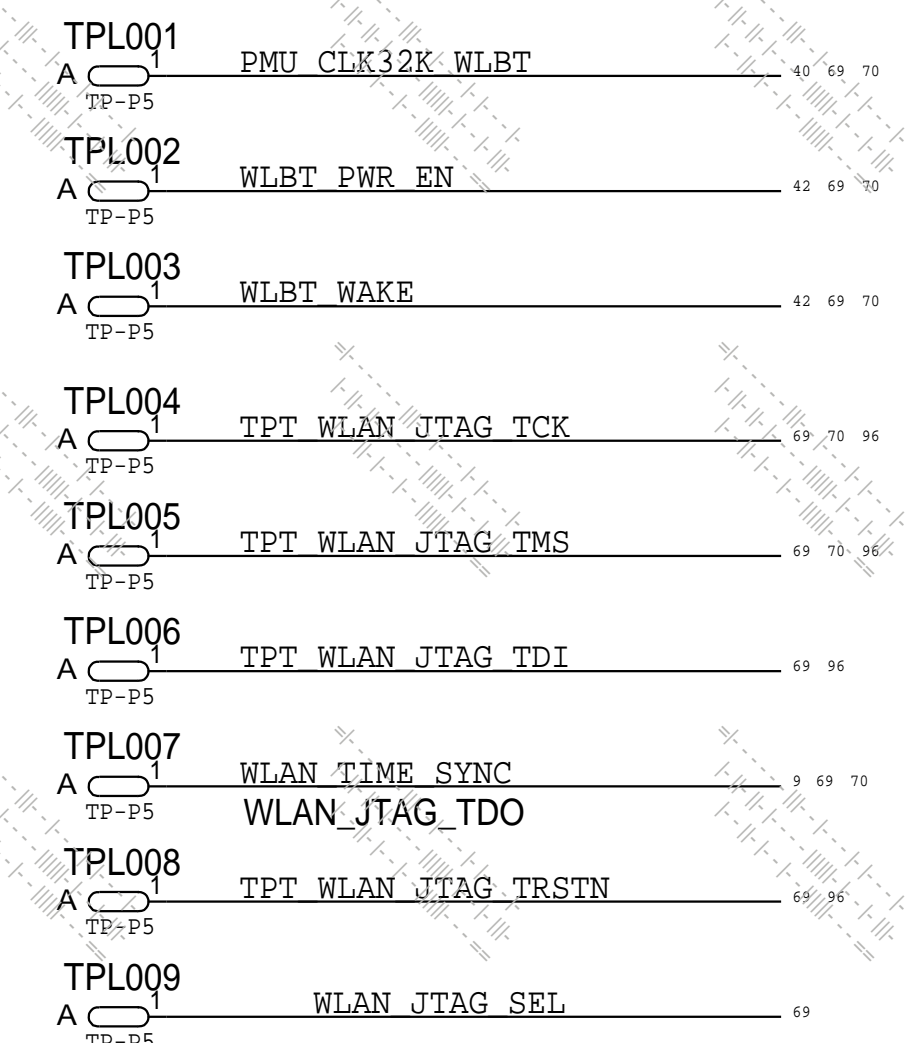 TPL001
1
A
PMU_CLK32K_WLBT
40 69 70
TP-P5
TPL002
1
A
WLBT_PWR_EN
42 69 70
TP-P5
TPL003
1
A
WLBT_WAKE
42 69 70
TP-P5
TPL004
1
A
TPT_WLAN_JTAG_TCK
69 70 96
TP-P5
TPL005
1
A
TPT_WLAN_JTAG_TMS
69 70 96
TP-P5
TPL006
1
A
TPT_WLAN_JTAG_TDI
69 96
TP-P5
TPL007
1
A
WLAN_TIME_SYNC
9 69 70
TP-P5
WLAN_JTAG_TDO
TPL008
1
A
TPT_WLAN_JTAG_TRSTN
69 96
TP-P5
TPL009
1
A
WLAN_JTAG_SEL
69
TP-P5